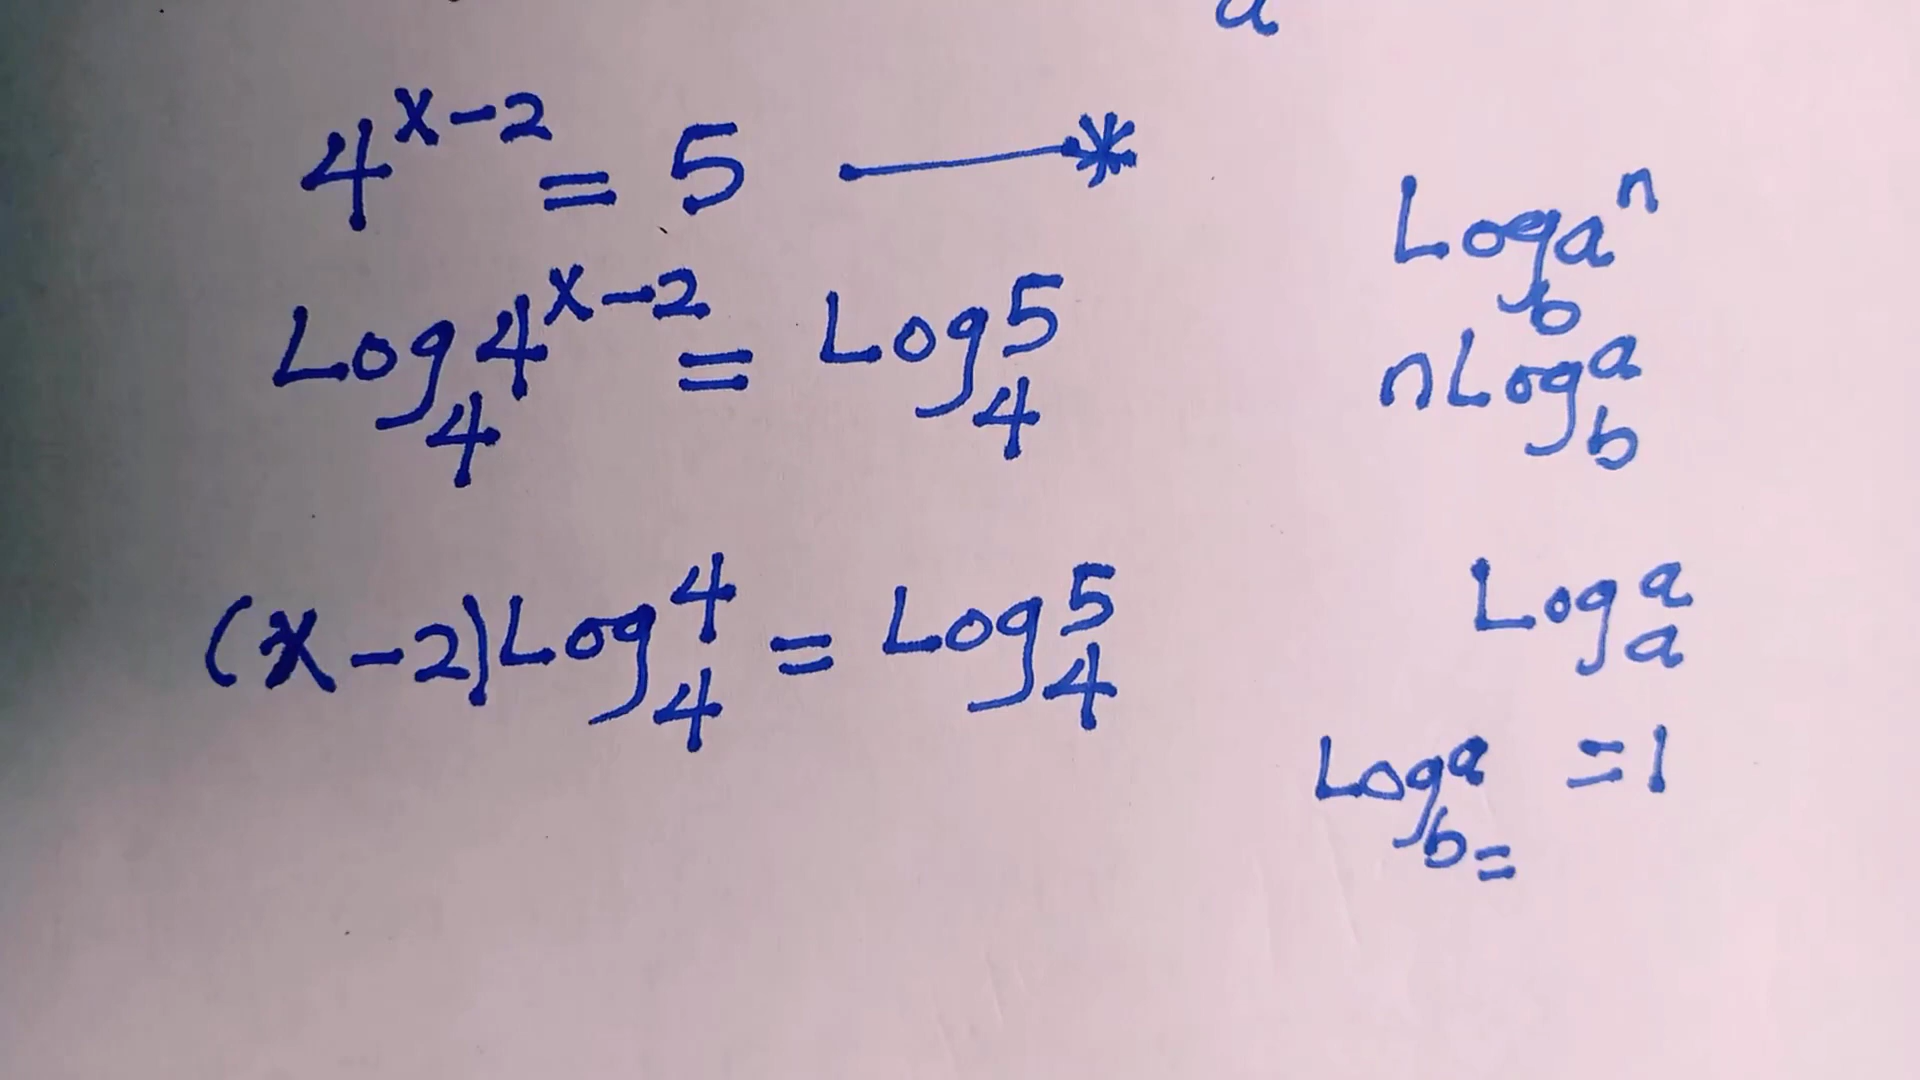 a
4^{x-2} = 5 —*
Log_4 4^{x-2} = Log_4 5
(x-2) Log_4 4 = Log_4 5
Log_b a^n
n Log_b a
Log_a a
Log_b a = 1
=